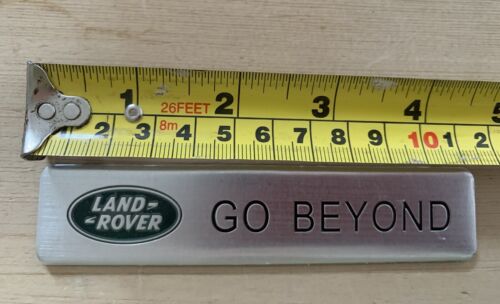 1 26FEET 2 3 4 5
1 2 3 8m 4 5 6 7 8 9 10 11
LAND-
-ROVER
GO BEYOND